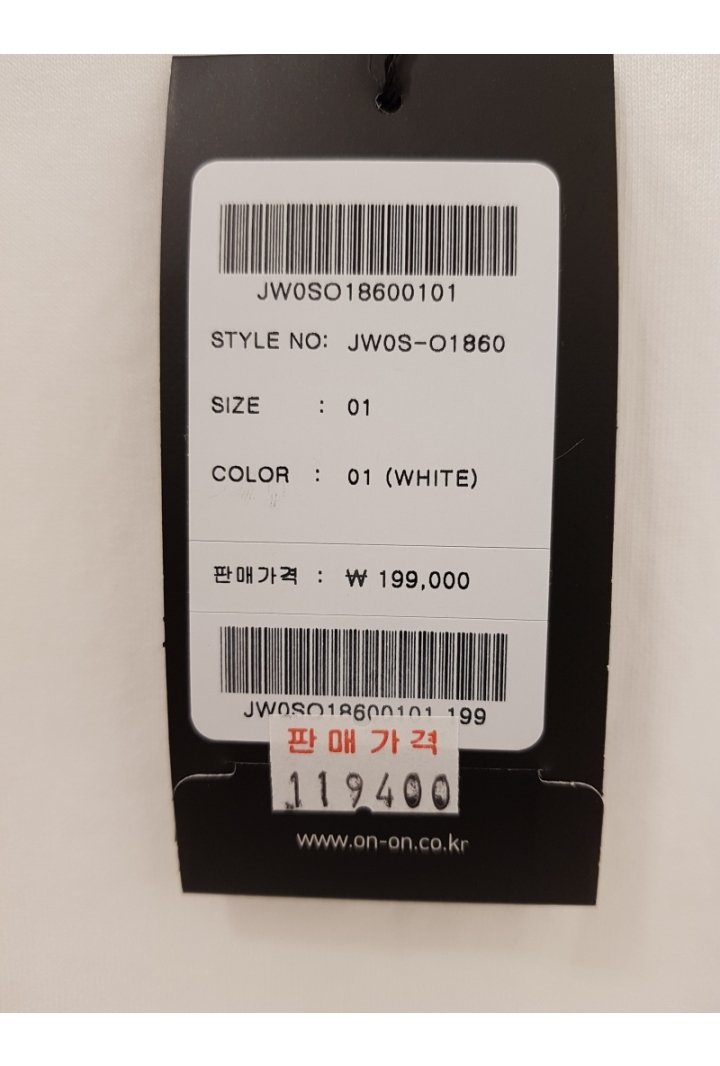 JW0SO18600101
STYLE NO: JW0S-O1860
SIZE : 01
COLOR : 01 (WHITE)
판매가격 : ₩ 199,000
JW0SO18600101 199
판매가격
119400
www.on-on.co.kr